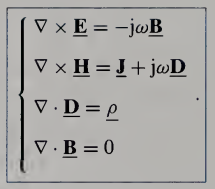 ∇ × E = −jωB
∇ × H = J + jωD
∇ · D = ρ
∇ · B = 0